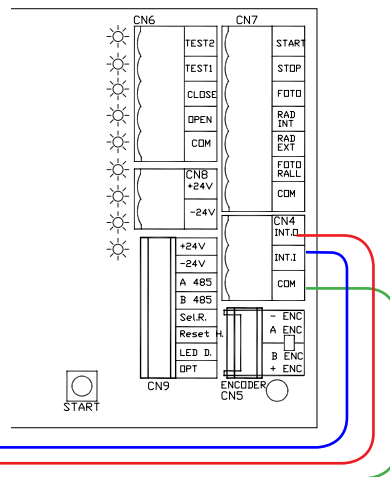 CN6
TEST2
TEST1
CLOSE
OPEN
COM
CN8
+24V
-24V
+24V
-24V
A 485
B 485
Sel.R.
Reset H.
LED D.
OPT
CN9
START
CN7
START
STOP
FOTO
RAD
INT
RAD
EXT
FOTO
RALL
COM
CN4
INT.O
INT.I
COM
- ENC
A ENC
B ENC
+ ENC
ENCODER
CN5